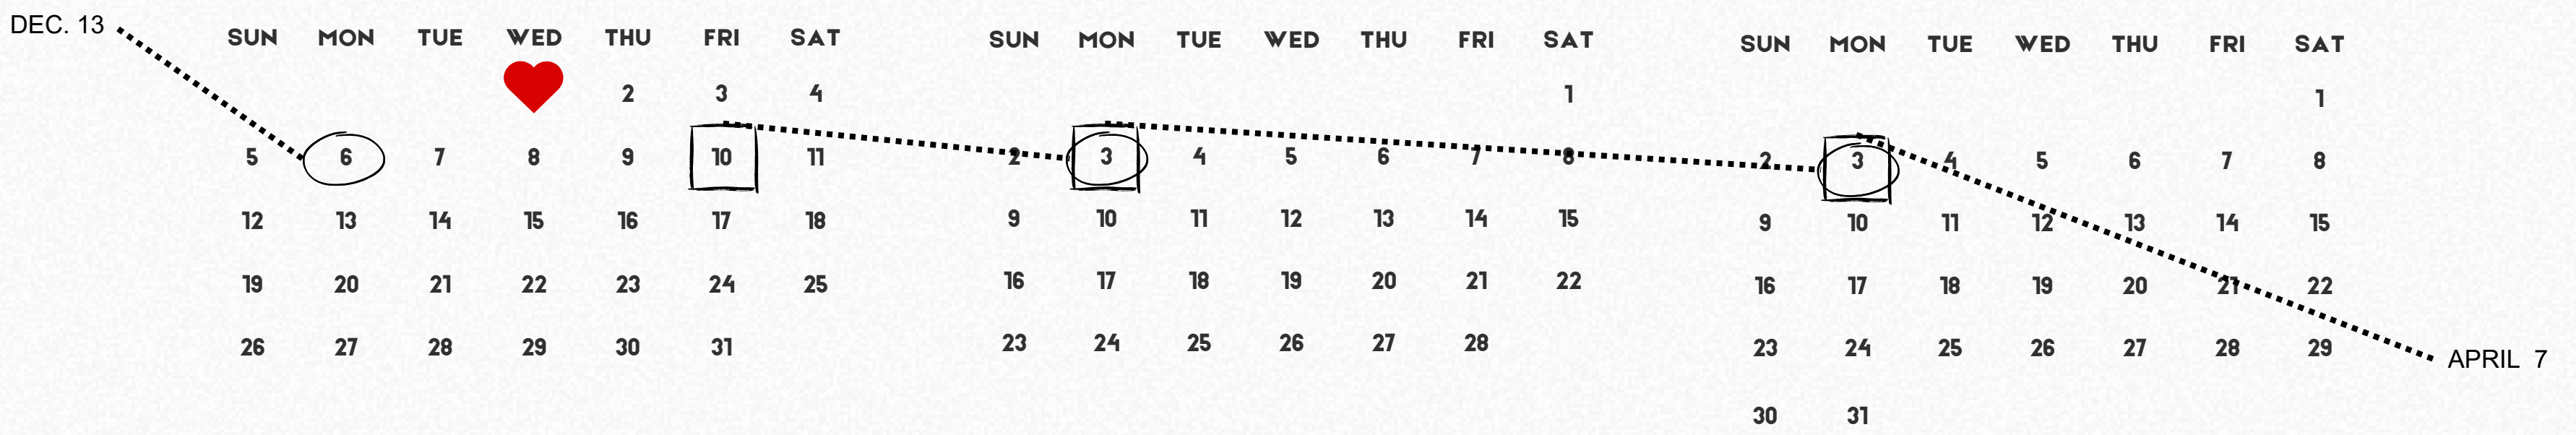 DEC. 13
SUN MON TUE WED THU FRI SAT
2 3 4
5 6 7 8 9 10 11
12 13 14 15 16 17 18
19 20 21 22 23 24 25
26 27 28 29 30 31
SUN MON TUE WED THU FRI SAT
1
2 3 4 5 6 7 8
9 10 11 12 13 14 15
16 17 18 19 20 21 22
23 24 25 26 27 28
SUN MON TUE WED THU FRI SAT
1
2 3 4 5 6 7 8
9 10 11 12 13 14 15
16 17 18 19 20 21 22
23 24 25 26 27 28 29
30 31
APRIL 7